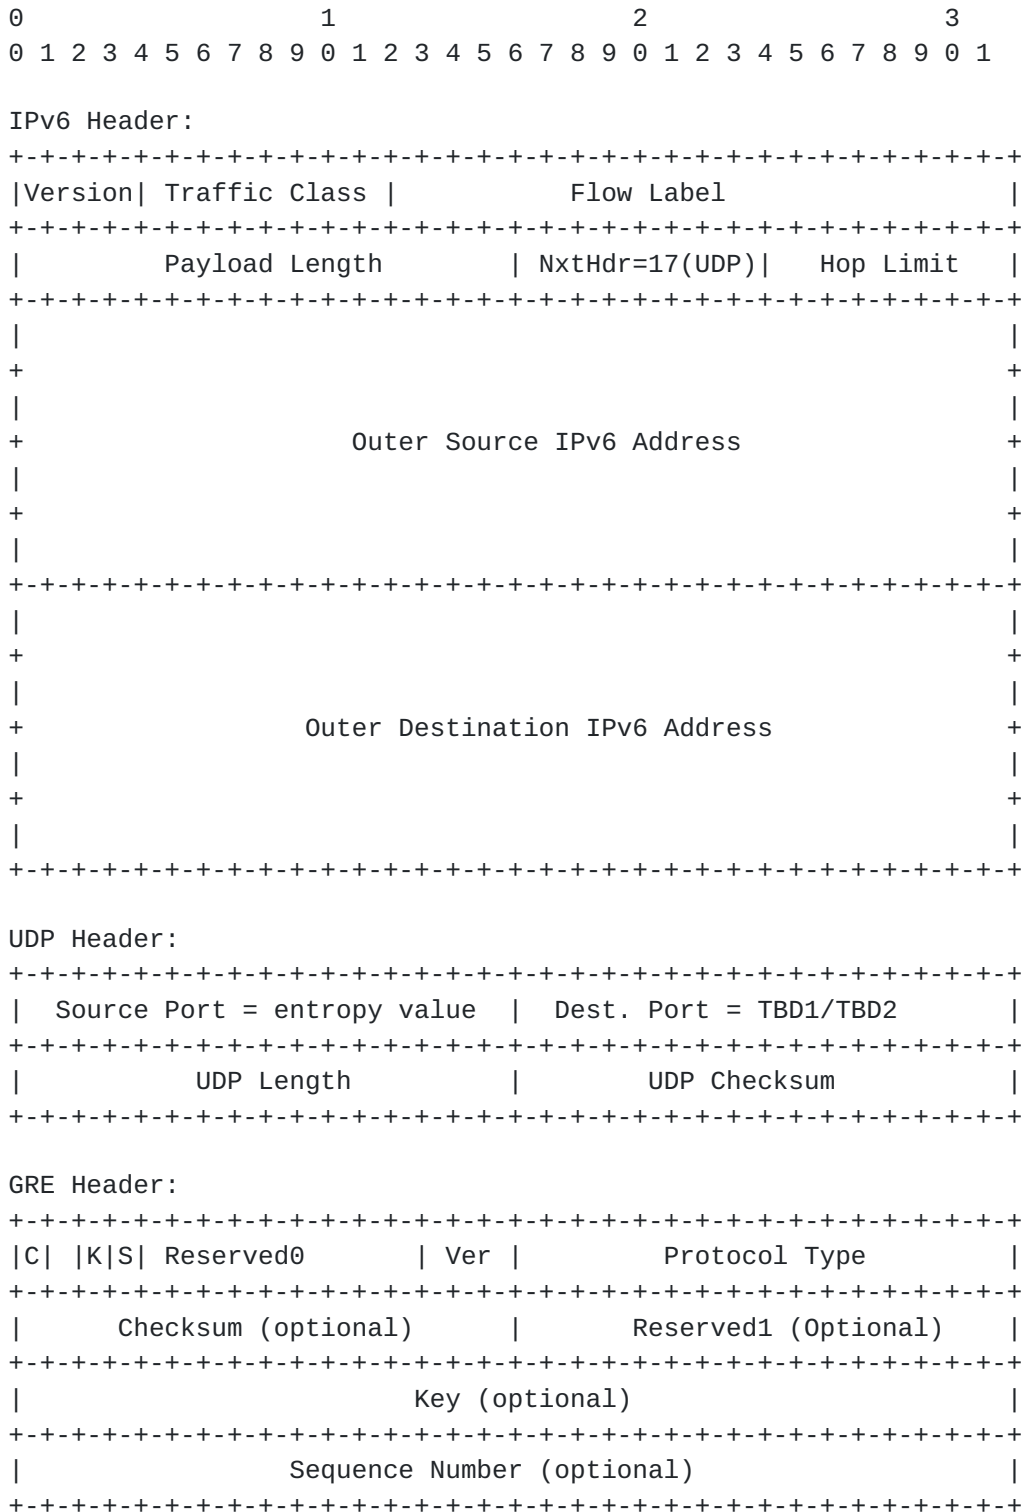 0                   1                   2                   3
0 1 2 3 4 5 6 7 8 9 0 1 2 3 4 5 6 7 8 9 0 1 2 3 4 5 6 7 8 9 0 1

IPv6 Header:
+-+-+-+-+-+-+-+-+-+-+-+-+-+-+-+-+-+-+-+-+-+-+-+-+-+-+-+-+-+-+-+-+
|Version| Traffic Class |           Flow Label                  |
+-+-+-+-+-+-+-+-+-+-+-+-+-+-+-+-+-+-+-+-+-+-+-+-+-+-+-+-+-+-+-+-+
|         Payload Length        | NxtHdr=17(UDP)|   Hop Limit   |
+-+-+-+-+-+-+-+-+-+-+-+-+-+-+-+-+-+-+-+-+-+-+-+-+-+-+-+-+-+-+-+-+
|                                                               |
+                                                               +
|                                                               |
+                     Outer Source IPv6 Address                 +
|                                                               |
+                                                               +
|                                                               |
+-+-+-+-+-+-+-+-+-+-+-+-+-+-+-+-+-+-+-+-+-+-+-+-+-+-+-+-+-+-+-+-+
|                                                               |
+                                                               +
|                                                               |
+                  Outer Destination IPv6 Address               +
|                                                               |
+                                                               +
|                                                               |
+-+-+-+-+-+-+-+-+-+-+-+-+-+-+-+-+-+-+-+-+-+-+-+-+-+-+-+-+-+-+-+-+

UDP Header:
+-+-+-+-+-+-+-+-+-+-+-+-+-+-+-+-+-+-+-+-+-+-+-+-+-+-+-+-+-+-+-+-+
|  Source Port = entropy value  |  Dest. Port = TBD1/TBD2       |
+-+-+-+-+-+-+-+-+-+-+-+-+-+-+-+-+-+-+-+-+-+-+-+-+-+-+-+-+-+-+-+-+
|           UDP Length          |        UDP Checksum           |
+-+-+-+-+-+-+-+-+-+-+-+-+-+-+-+-+-+-+-+-+-+-+-+-+-+-+-+-+-+-+-+-+

GRE Header:
+-+-+-+-+-+-+-+-+-+-+-+-+-+-+-+-+-+-+-+-+-+-+-+-+-+-+-+-+-+-+-+-+
|C| |K|S| Reserved0       | Ver |         Protocol Type         |
+-+-+-+-+-+-+-+-+-+-+-+-+-+-+-+-+-+-+-+-+-+-+-+-+-+-+-+-+-+-+-+-+
|      Checksum (optional)      |       Reserved1 (Optional)    |
+-+-+-+-+-+-+-+-+-+-+-+-+-+-+-+-+-+-+-+-+-+-+-+-+-+-+-+-+-+-+-+-+
|                         Key (optional)                        |
+-+-+-+-+-+-+-+-+-+-+-+-+-+-+-+-+-+-+-+-+-+-+-+-+-+-+-+-+-+-+-+-+
|                 Sequence Number (optional)                    |
+-+-+-+-+-+-+-+-+-+-+-+-+-+-+-+-+-+-+-+-+-+-+-+-+-+-+-+-+-+-+-+-+